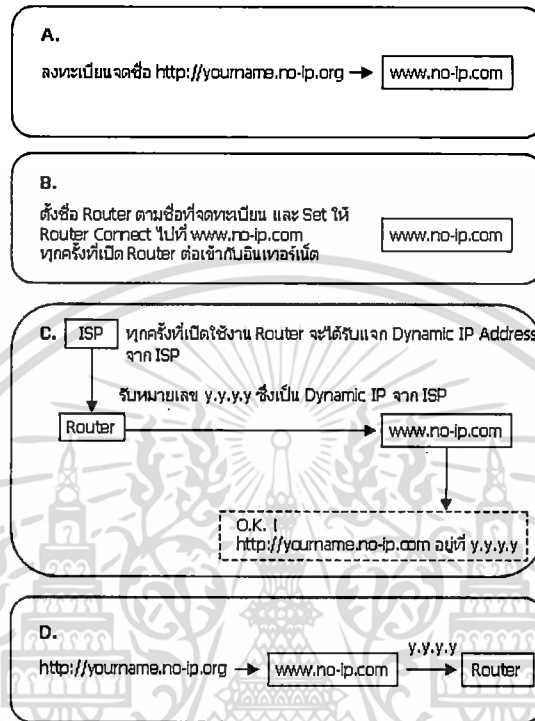 A.
ลงทะเบียนจดชื่อ http://yourname.no-ip.org → www.no-ip.com
B.
ตั้งชื่อ Router ตามชื่อที่จดทะเบียน และ Set ให้
Router Connect ไปที่ www.no-ip.com
ทุกครั้งที่เปิด Router ต่อเข้ากับอินเทอร์เน็ต
www.no-ip.com
C. ISP ทุกครั้งที่เปิดใช้งาน Router จะได้รับแจก Dynamic IP Address
จาก ISP
รับหมายเลข y.y.y.y ซึ่งเป็น Dynamic IP จาก ISP
Router
www.no-ip.com
O.K. !
http://yourname.no-ip.com อยู่ที่ y.y.y.y
D.
y.y.y.y
http://yourname.no-ip.org → www.no-ip.com → Router